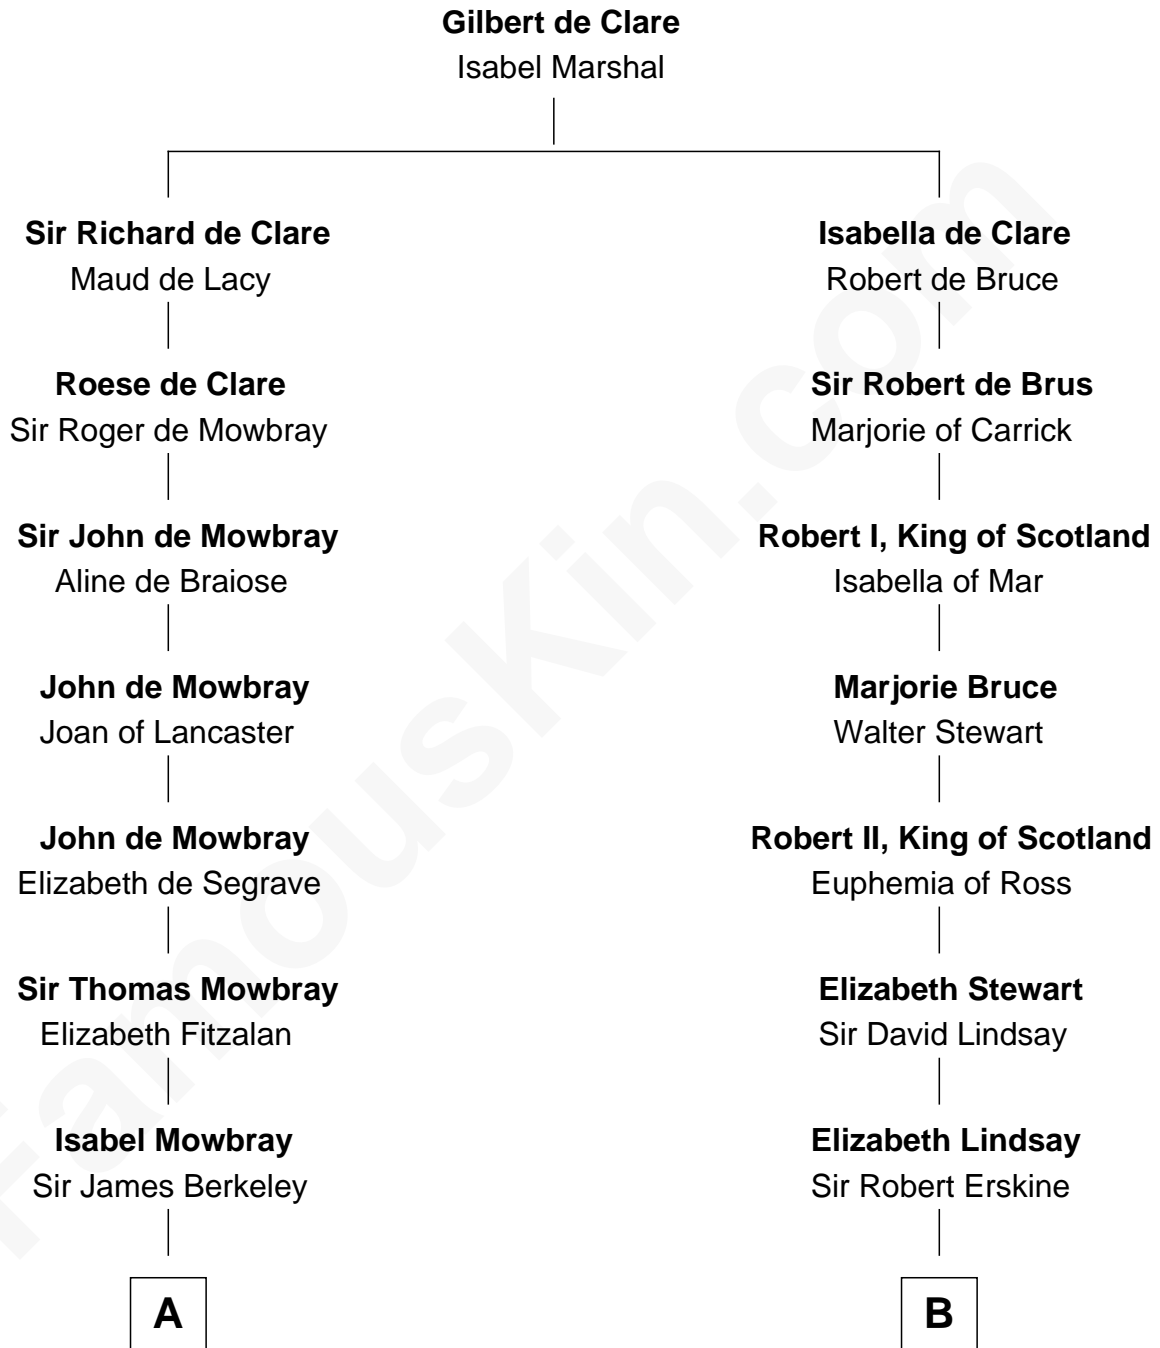 Gilbert de Clare
Isabel Marshal
Sir Richard de Clare
Maud de Lacy
Isabella de Clare
Robert de Bruce
Roese de Clare
Sir Roger de Mowbray
Sir Robert de Brus
Marjorie of Carrick
Sir John de Mowbray
Aline de Braiose
Robert I, King of Scotland
Isabella of Mar
John de Mowbray
Joan of Lancaster
Marjorie Bruce
Walter Stewart
John de Mowbray
Elizabeth de Segrave
Robert II, King of Scotland
Euphemia of Ross
Sir Thomas Mowbray
Elizabeth Fitzalan
Elizabeth Stewart
Sir David Lindsay
Isabel Mowbray
Sir James Berkeley
Elizabeth Lindsay
Sir Robert Erskine
A
B
FamousKin.com